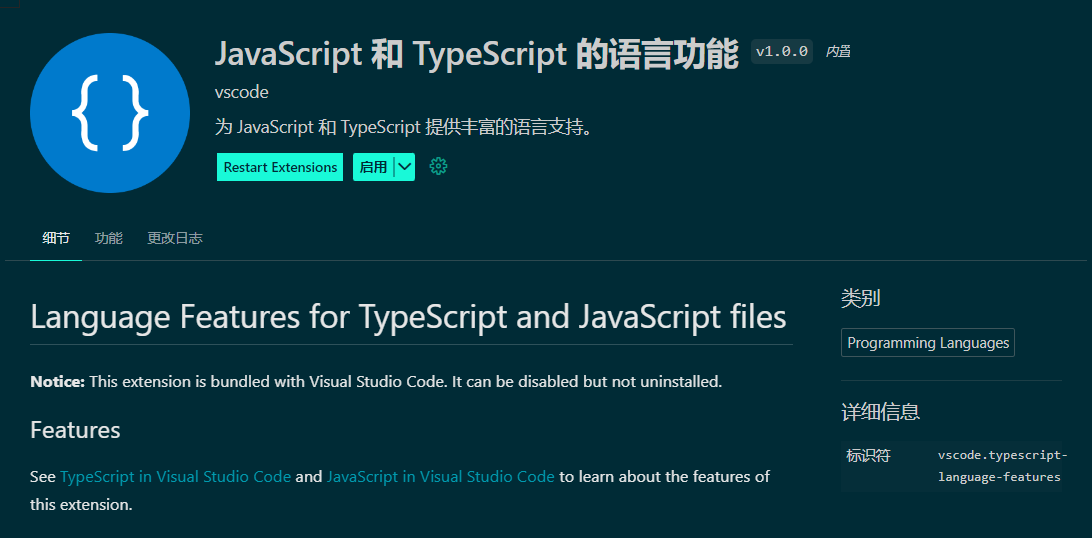 { }
JavaScript 和 TypeScript 的语言功能 v1.0.0 内置
vscode
为 JavaScript 和 TypeScript 提供丰富的语言支持。
Restart Extensions 启用
细节 功能 更改日志
Language Features for TypeScript and JavaScript files
Notice: This extension is bundled with Visual Studio Code. It can be disabled but not uninstalled.
Features
See TypeScript in Visual Studio Code and JavaScript in Visual Studio Code to learn about the features of
this extension.
类别
Programming Languages
详细信息
标识符 vscode.typescript-
language-features